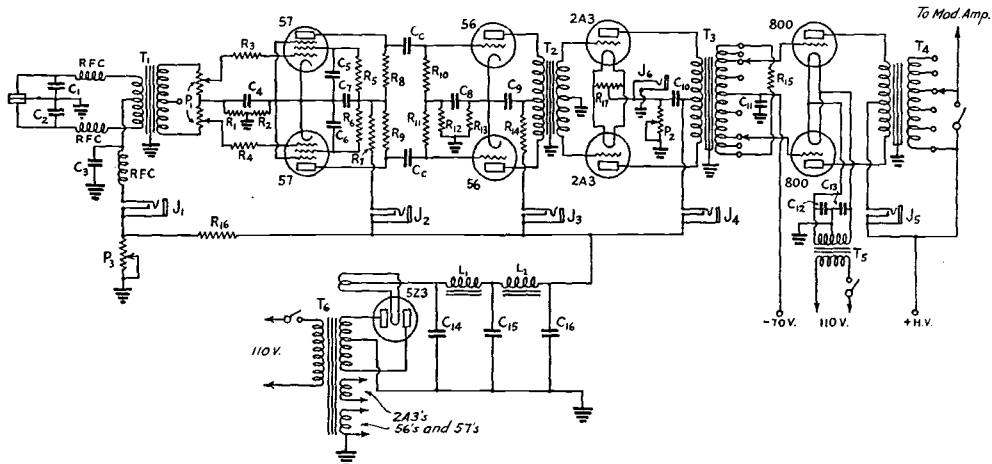 To Mod. Amp.
57
Cc
56
2A3
T3
800
RFC
T1
R3
T2
J6
C10
T4
C1
P1
C4
C5
C7
R5
R8
R10
C8
C9
R17
P2
R15
C11
C2
R1
R2
C6
R6
R7
R9
R11
R12
R13
R14
RFC
R4
57
Cc
56
2A3
800
C3
RFC
C12
C13
J1
J2
J3
J4
J5
R16
T5
P3
L1
L2
T6
5Z3
C14
C15
C16
-70V.
110 V.
+H.V.
110 V.
2A3's
56's and 57's